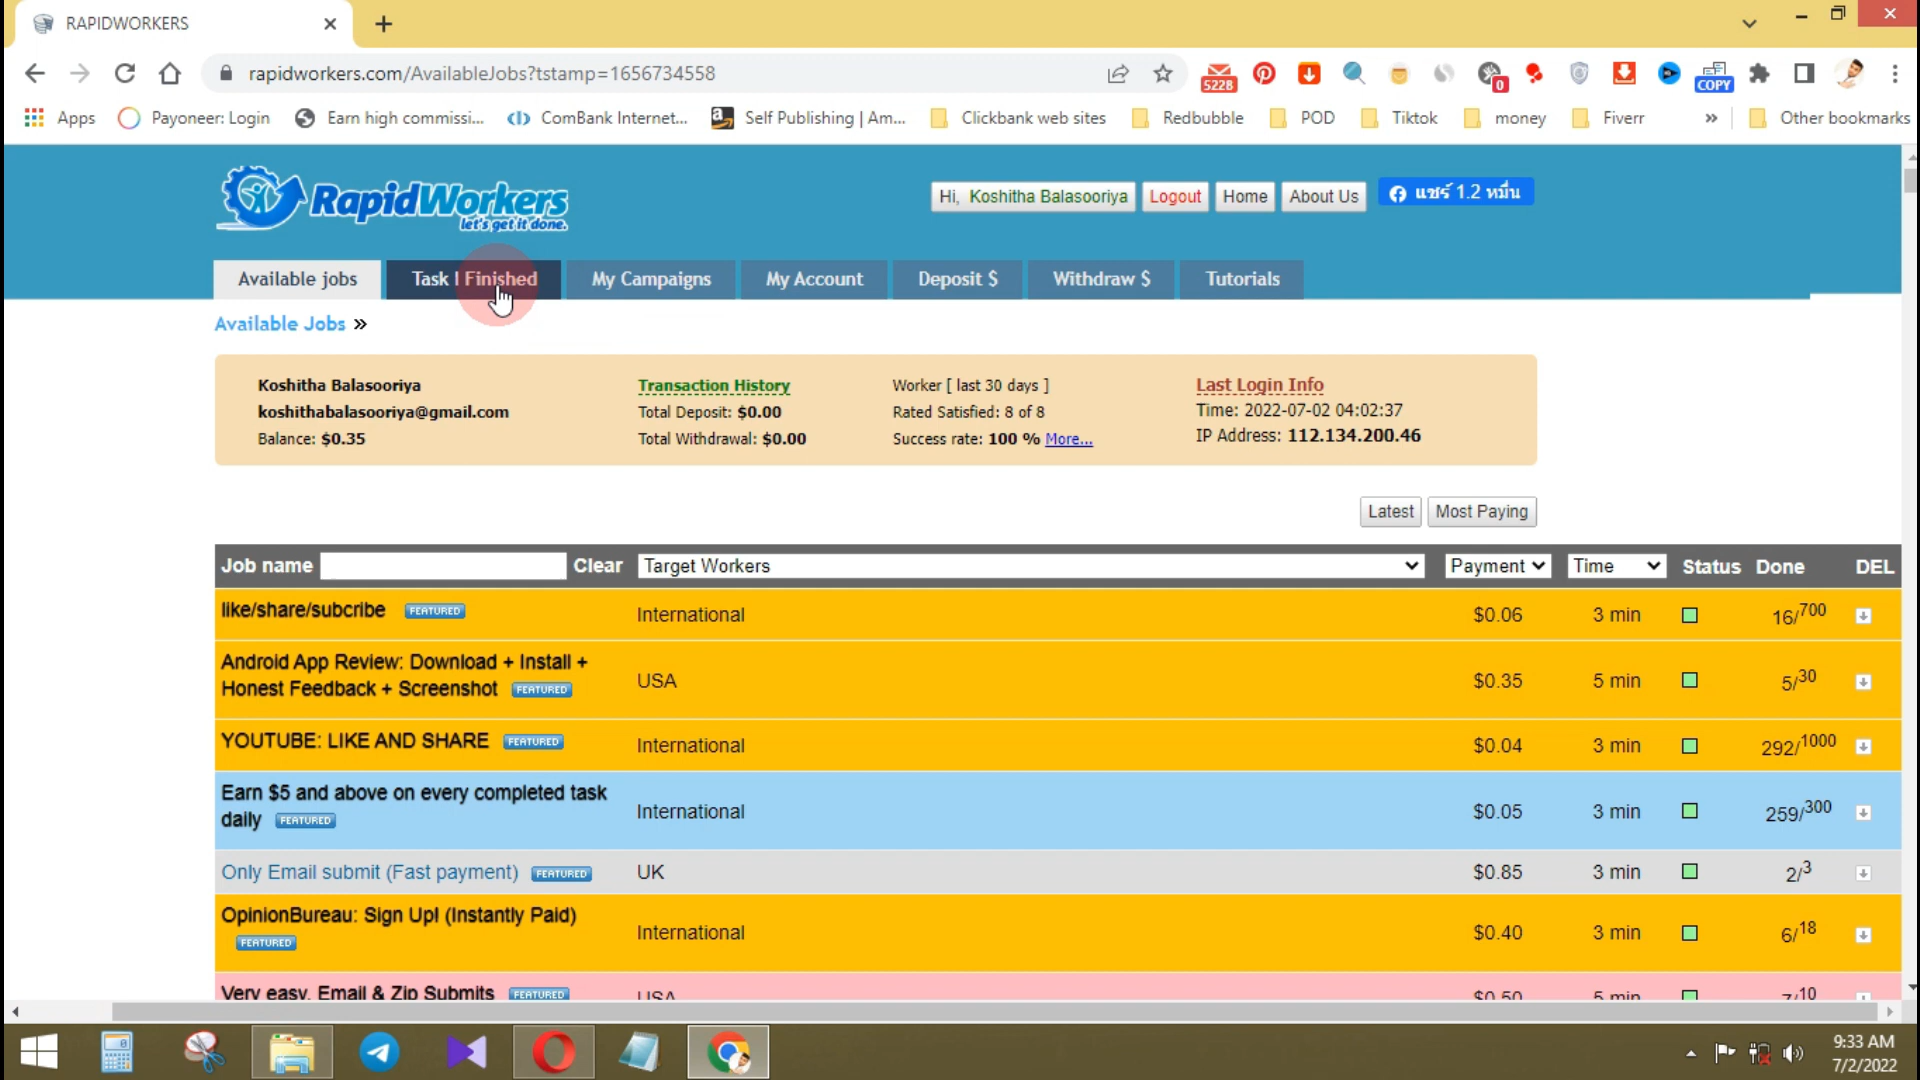 RAPIDWORKERS
rapidworkers.com/AvailableJobs?tstamp=1656734558
5228
0
COPY
Apps
Payoneer: Login
Earn high commissi...
ComBank Internet...
Self Publishing | Am...
Clickbank web sites
Redbubble
POD
Tiktok
money
Fiverr
»
Other bookmarks
RapidWorkers
let's get it done.
Hi, Koshitha Balasooriya
Logout
Home
About Us
แชร์ 1.2 หมื่น
Available jobs
Task I Finished
My Campaigns
My Account
Deposit $
Withdraw $
Tutorials
Available Jobs »
Koshitha Balasooriya
koshithabalasooriya@gmail.com
Balance: $0.35
Transaction History
Total Deposit: $0.00
Total Withdrawal: $0.00
Worker [ last 30 days ]
Rated Satisfied: 8 of 8
Success rate: 100 % More...
Last Login Info
Time: 2022-07-02 04:02:37
IP Address: 112.134.200.46
Latest
Most Paying
Job name Clear Target Workers Payment Time Status Done DEL
like/share/subcribe FEATURED International $0.06 3 min 16/700
Android App Review: Download + Install +
Honest Feedback + Screenshot FEATURED USA $0.35 5 min 5/30
YOUTUBE: LIKE AND SHARE FEATURED International $0.04 3 min 292/1000
Earn $5 and above on every completed task
daily FEATURED International $0.05 3 min 259/300
Only Email submit (Fast payment) FEATURED UK $0.85 3 min 2/3
OpinionBureau: Sign Up! (Instantly Paid)
FEATURED International $0.40 3 min 6/18
Very easy. Email & Zip Submits FEATURED USA $0.50 5 min 7/10
9:33 AM
7/2/2022